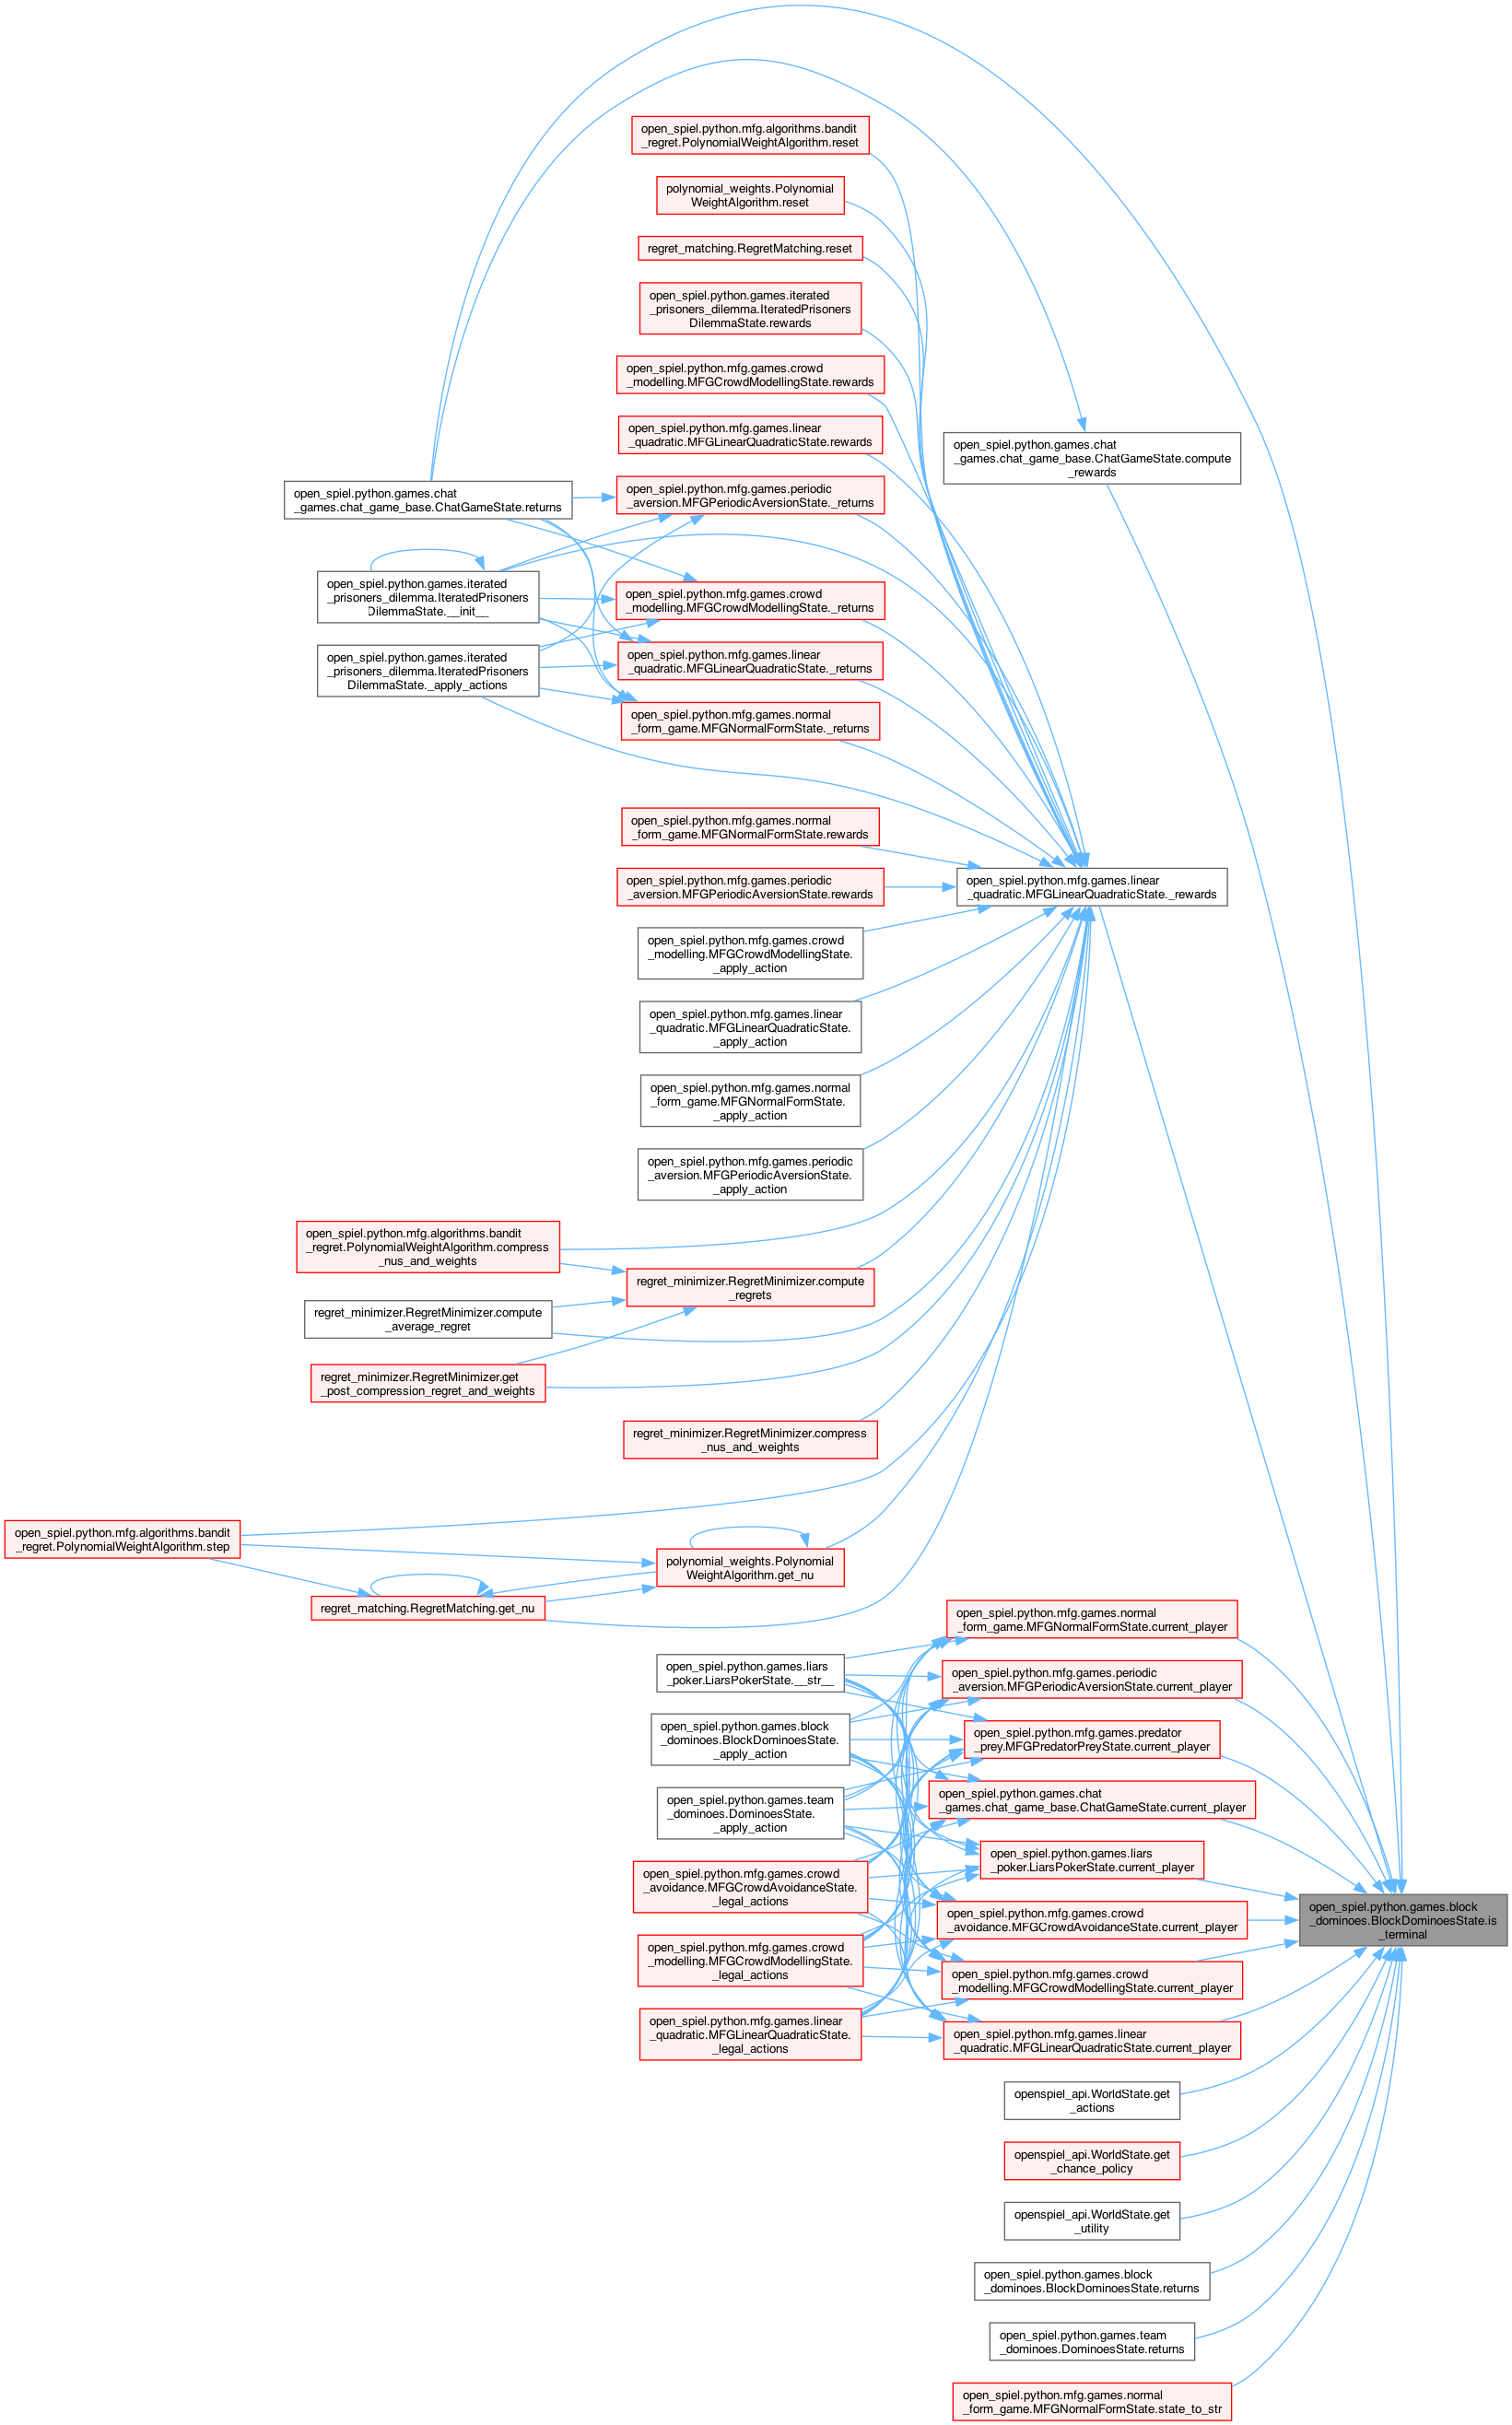 open_spiel.python.mfg.algorithms.bandit
_regret.PolynomialWeightAlgorithm.reset
polynomial_weights.Polynomial
WeightAlgorithm.reset
regret_matching.RegretMatching.reset
open_spiel.python.games.iterated
_prisoners_dilemma.IteratedPrisoners
DilemmaState.rewards
open_spiel.python.mfg.games.crowd
_modelling.MFGCrowdModellingState.rewards
open_spiel.python.mfg.games.linear
_quadratic.MFGLinearQuadraticState.rewards
open_spiel.python.games.chat
_games.chat_game_base.ChatGameState.compute
_rewards
open_spiel.python.games.chat
_games.chat_game_base.ChatGameState.returns
open_spiel.python.mfg.games.periodic
_aversion.MFGPeriodicAversionState._returns
open_spiel.python.games.iterated
_prisoners_dilemma.IteratedPrisoners
DilemmaState.__init__
open_spiel.python.mfg.games.crowd
_modelling.MFGCrowdModellingState._returns
open_spiel.python.games.iterated
_prisoners_dilemma.IteratedPrisoners
DilemmaState._apply_actions
open_spiel.python.mfg.games.linear
_quadratic.MFGLinearQuadraticState._returns
open_spiel.python.mfg.games.normal
_form_game.MFGNormalFormState._returns
open_spiel.python.mfg.games.normal
_form_game.MFGNormalFormState.rewards
open_spiel.python.mfg.games.periodic
_aversion.MFGPeriodicAversionState.rewards
open_spiel.python.mfg.games.linear
_quadratic.MFGLinearQuadraticState._rewards
open_spiel.python.mfg.games.crowd
_modelling.MFGCrowdModellingState.
_apply_action
open_spiel.python.mfg.games.linear
_quadratic.MFGLinearQuadraticState.
_apply_action
open_spiel.python.mfg.games.normal
_form_game.MFGNormalFormState.
_apply_action
open_spiel.python.mfg.games.periodic
_aversion.MFGPeriodicAversionState.
_apply_action
open_spiel.python.mfg.algorithms.bandit
_regret.PolynomialWeightAlgorithm.compress
_nus_and_weights
regret_minimizer.RegretMinimizer.compute
_regrets
regret_minimizer.RegretMinimizer.compute
_average_regret
regret_minimizer.RegretMinimizer.get
_post_compression_regret_and_weights
regret_minimizer.RegretMinimizer.compress
_nus_and_weights
open_spiel.python.mfg.algorithms.bandit
_regret.PolynomialWeightAlgorithm.step
polynomial_weights.Polynomial
WeightAlgorithm.get_nu
regret_matching.RegretMatching.get_nu
open_spiel.python.mfg.games.normal
_form_game.MFGNormalFormState.current_player
open_spiel.python.games.liars
_poker.LiarsPokerState.__str__
open_spiel.python.mfg.games.periodic
_aversion.MFGPeriodicAversionState.current_player
open_spiel.python.games.block
_dominoes.BlockDominoesState.
_apply_action
open_spiel.python.mfg.games.predator
_prey.MFGPredatorPreyState.current_player
open_spiel.python.games.team
_dominoes.DominoesState.
_apply_action
open_spiel.python.games.chat
_games.chat_game_base.ChatGameState.current_player
open_spiel.python.games.liars
_poker.LiarsPokerState.current_player
open_spiel.python.mfg.games.crowd
_avoidance.MFGCrowdAvoidanceState.
_legal_actions
open_spiel.python.mfg.games.crowd
_avoidance.MFGCrowdAvoidanceState.current_player
open_spiel.python.games.block
_dominoes.BlockDominoesState.is
_terminal
open_spiel.python.mfg.games.crowd
_modelling.MFGCrowdModellingState.
_legal_actions
open_spiel.python.mfg.games.crowd
_modelling.MFGCrowdModellingState.current_player
open_spiel.python.mfg.games.linear
_quadratic.MFGLinearQuadraticState.
_legal_actions
open_spiel.python.mfg.games.linear
_quadratic.MFGLinearQuadraticState.current_player
openspiel_api.WorldState.get
_actions
openspiel_api.WorldState.get
_chance_policy
openspiel_api.WorldState.get
_utility
open_spiel.python.games.block
_dominoes.BlockDominoesState.returns
open_spiel.python.games.team
_dominoes.DominoesState.returns
open_spiel.python.mfg.games.normal
_form_game.MFGNormalFormState.state_to_str